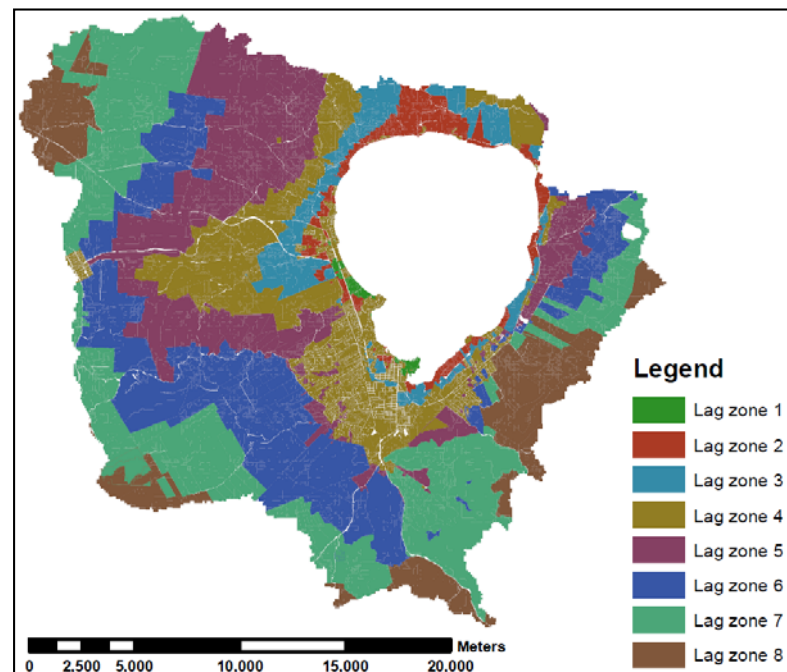 Legend
Lag zone 1
Lag zone 2
Lag zone 3
Lag zone 4
Lag zone 5
Lag zone 6
Lag zone 7
Lag zone 8
Meters
0 2.500 5.000 10.000 15.000 20.000